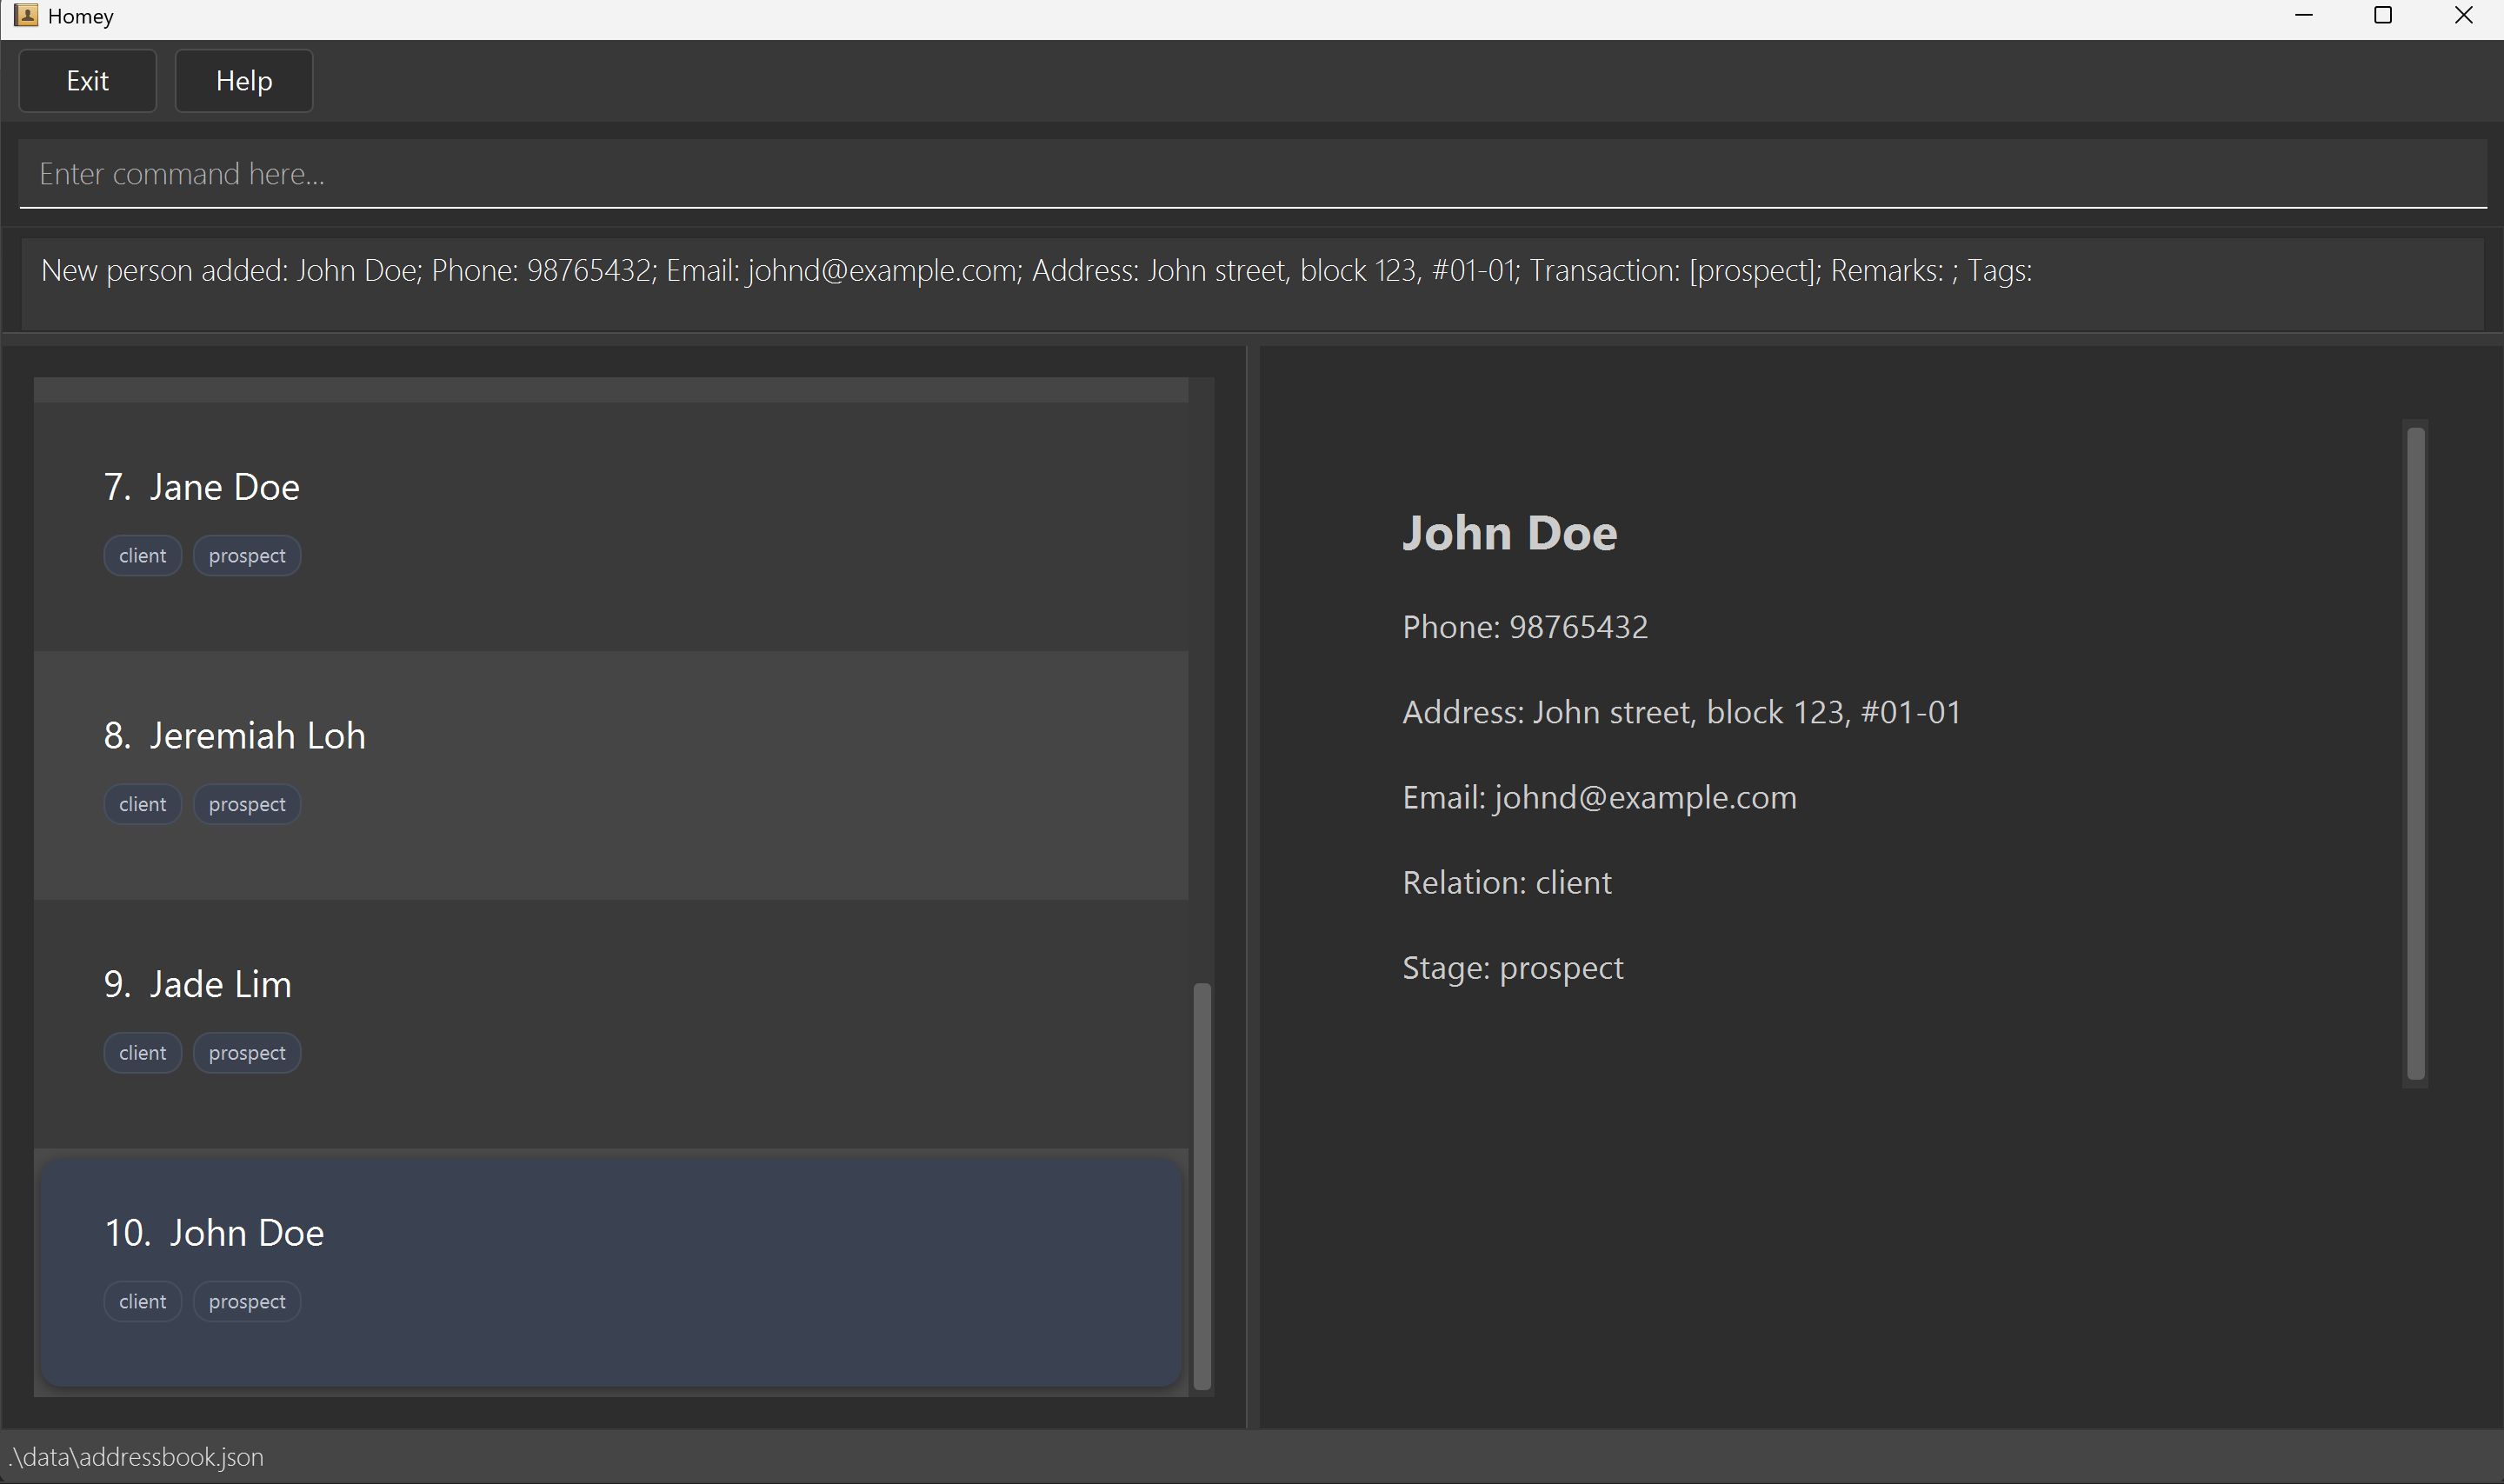 Homey
Exit Help
Enter command here...
New person added: John Doe; Phone: 98765432; Email: johnd@example.com; Address: John street, block 123, #01-01; Transaction: [prospect]; Remarks: ; Tags:
7. Jane Doe
client prospect
8. Jeremiah Loh
client prospect
9. Jade Lim
client prospect
10. John Doe
client prospect
John Doe
Phone: 98765432
Address: John street, block 123, #01-01
Email: johnd@example.com
Relation: client
Stage: prospect
.\data\addressbook.json